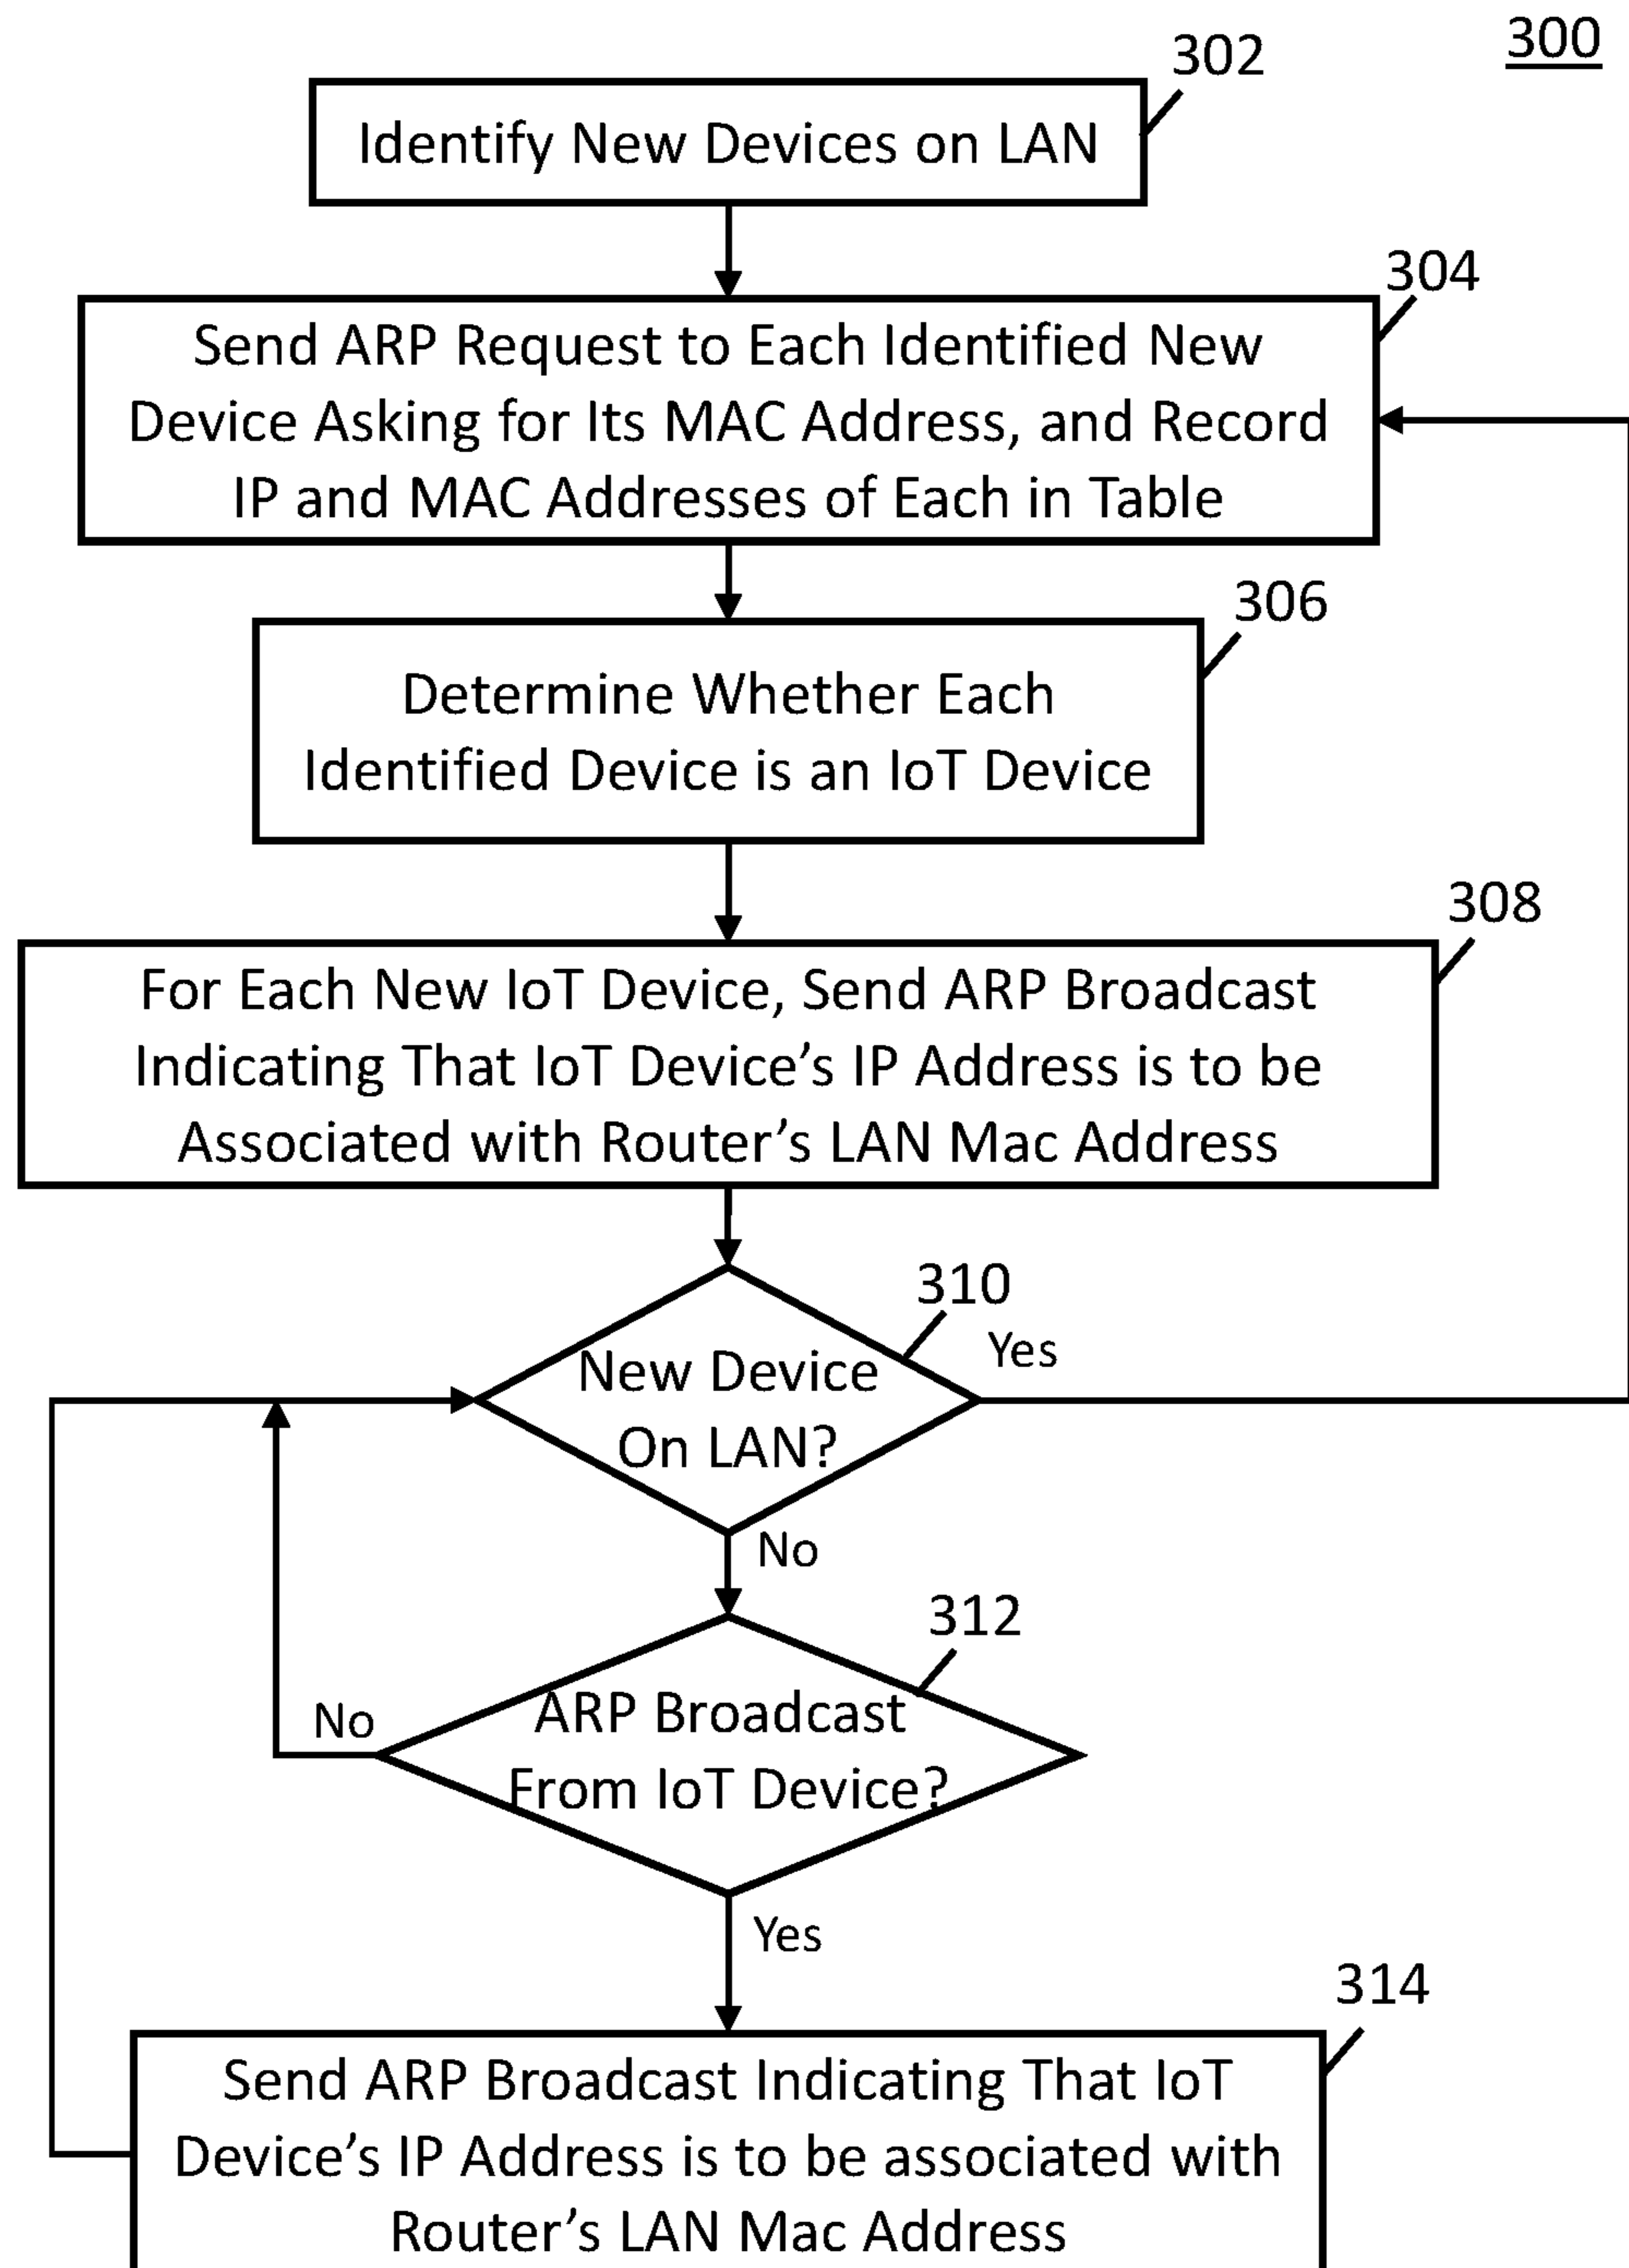 300
302
Identify New Devices on LAN
304
Send ARP Request to Each Identified New
Device Asking for Its MAC Address, and Record
IP and MAC Addresses of Each in Table
306
Determine Whether Each
Identified Device is an IoT Device
308
For Each New IoT Device, Send ARP Broadcast
Indicating That IoT Device’s IP Address is to be
Associated with Router’s LAN Mac Address
310
Yes
New Device
On LAN?
No
312
ARP Broadcast
No
From IoT Device?
Yes
314
Send ARP Broadcast Indicating That IoT
Device’s IP Address is to be associated with
Router’s LAN Mac Address